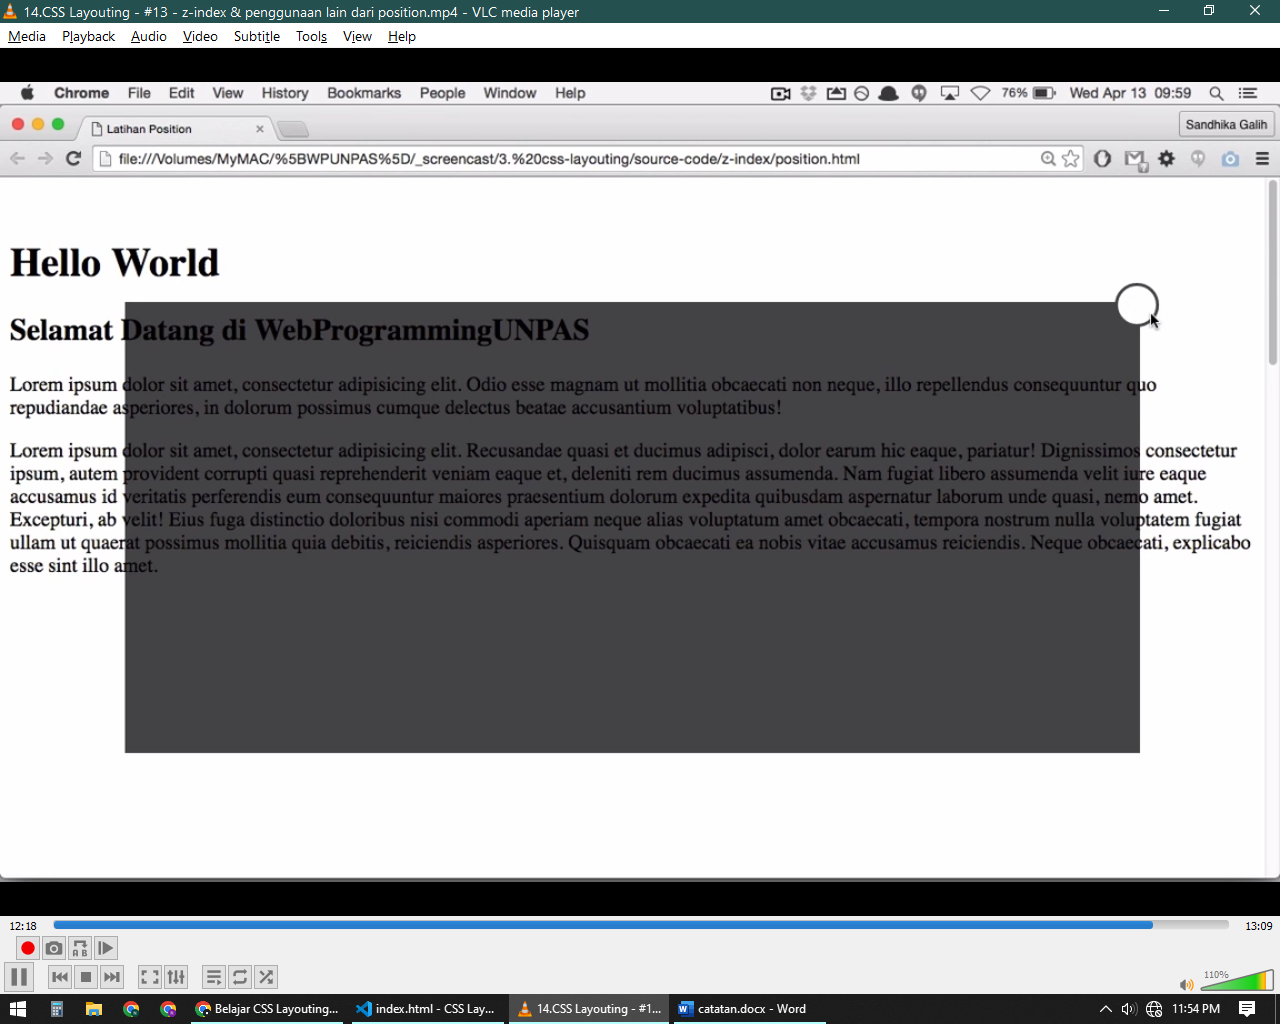 14.CSS Layouting - #13 - z-index & penggunaan lain dari position.mp4 - VLC media player
Media Playback Audio Video Subtitle Tools View Help
Chrome File Edit View History Bookmarks People Window Help 76% Wed Apr 13 09:59
Latihan Position Sandhika Galih
file:///Volumes/MyMAC/%5BWPUNPAS%5D/_screencast/3.%20css-layouting/source-code/z-index/position.html
Hello World
Selamat Datang di WebProgrammingUNPAS
Lorem ipsum dolor sit amet, consectetur adipisicing elit. Odio esse magnam ut mollitia obcaecati non neque, illo repellendus consequuntur quo
repudiandae asperiores, in dolorum possimus cumque delectus beatae accusantium voluptatibus!
Lorem ipsum dolor sit amet, consectetur adipisicing elit. Recusandae quasi et ducimus adipisci, dolor earum hic eaque, pariatur! Dignissimos consectetur
ipsum, autem provident corrupti quasi reprehenderit veniam eaque et, deleniti rem ducimus assumenda. Nam fugiat libero assumenda velit iure eaque
accusamus id veritatis perferendis eum consequuntur maiores praesentium dolorum expedita quibusdam aspernatur laborum unde quasi, nemo amet.
Excepturi, ab velit! Eius fuga distinctio doloribus nisi commodi aperiam neque alias voluptatum amet obcaecati, tempora nostrum nulla voluptatem fugiat
ullam ut quaerat possimus mollitia quia debitis, reiciendis asperiores. Quisquam obcaecati ea nobis vitae accusamus reiciendis. Neque obcaecati, explicabo
esse sint illo amet.
12:18 13:09
110%
Belajar CSS Layouting... index.html - CSS Lay... 14.CSS Layouting - #1... catatan.docx - Word 11:54 PM